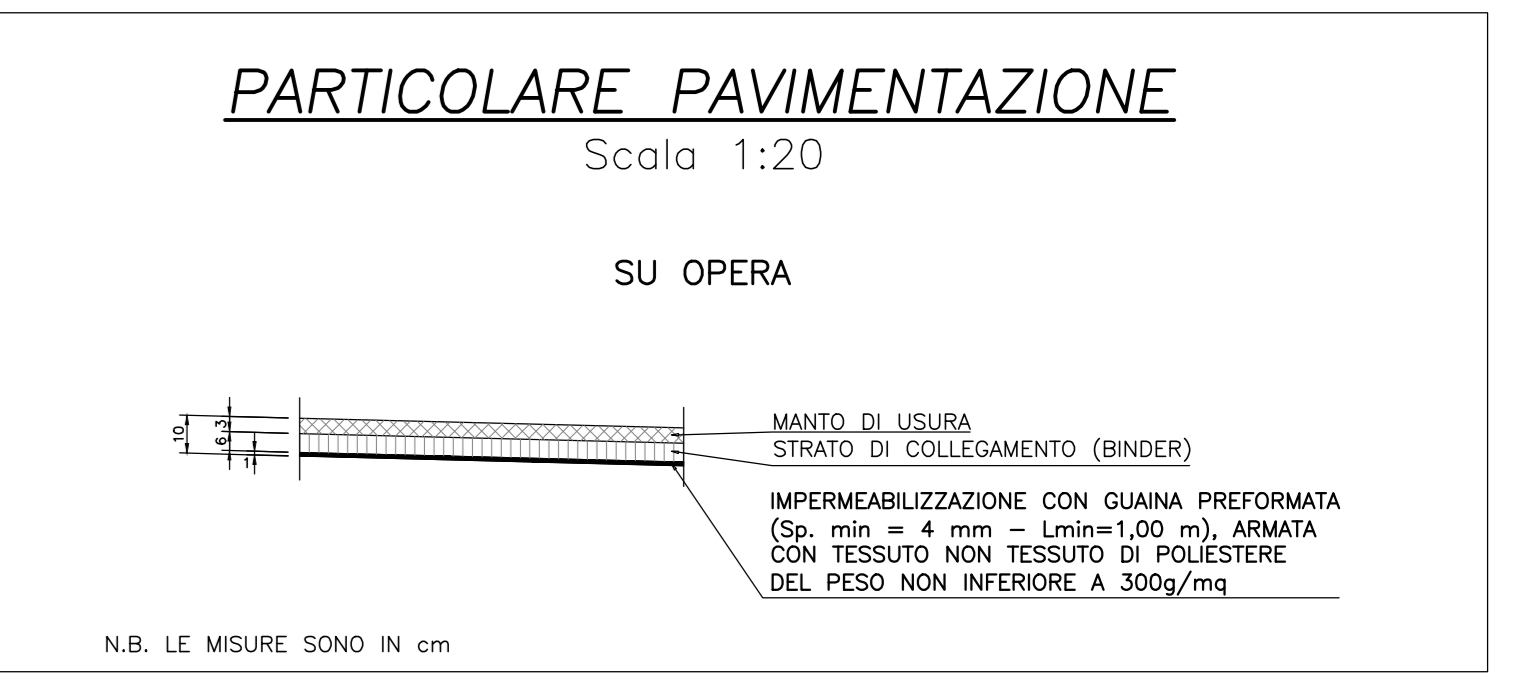 PARTICOLARE PAVIMENTAZIONE
Scala 1:20
SU OPERA
10
3
6
1
MANTO DI USURA
STRATO DI COLLEGAMENTO (BINDER)
IMPERMEABILIZZAZIONE CON GUAINA PREFORMATA
(Sp. min = 4 mm – Lmin=1,00 m), ARMATA
CON TESSUTO NON TESSUTO DI POLIESTERE
DEL PESO NON INFERIORE A 300g/mq
N.B. LE MISURE SONO IN cm